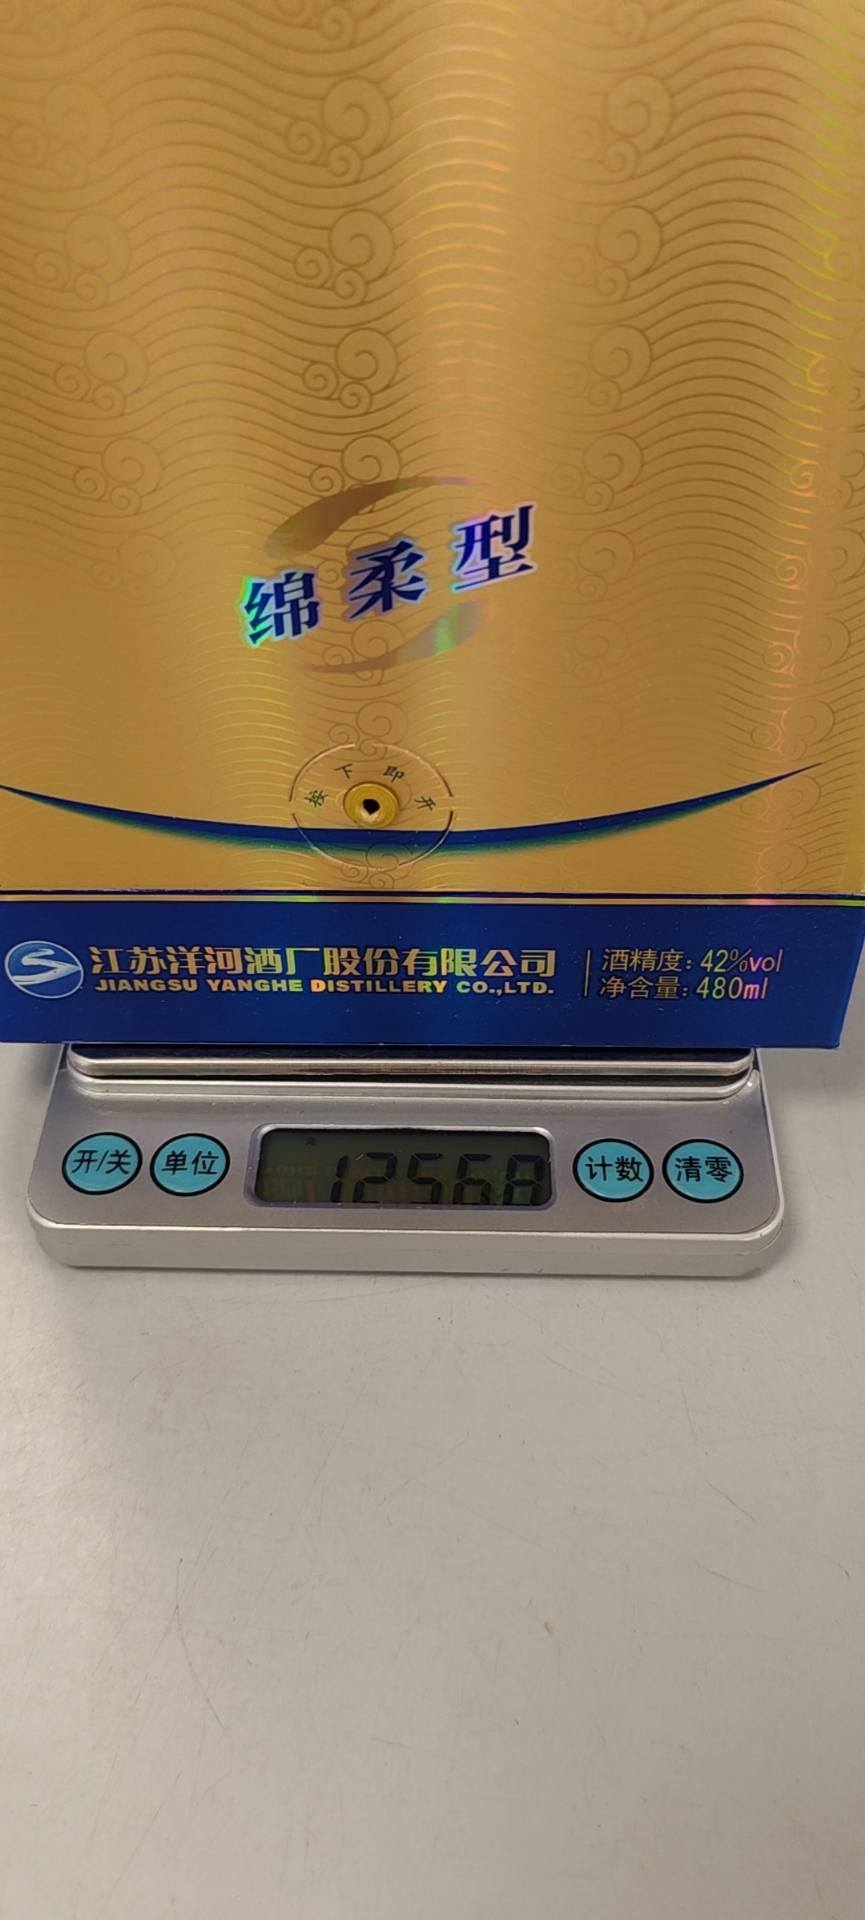 绵柔型
按下即开
江苏洋河酒厂股份有限公司
JIANGSU YANGHE DISTILLERY CO.,LTD.
酒精度：42%vol
净含量：480ml
开/关
单位
计数
清零